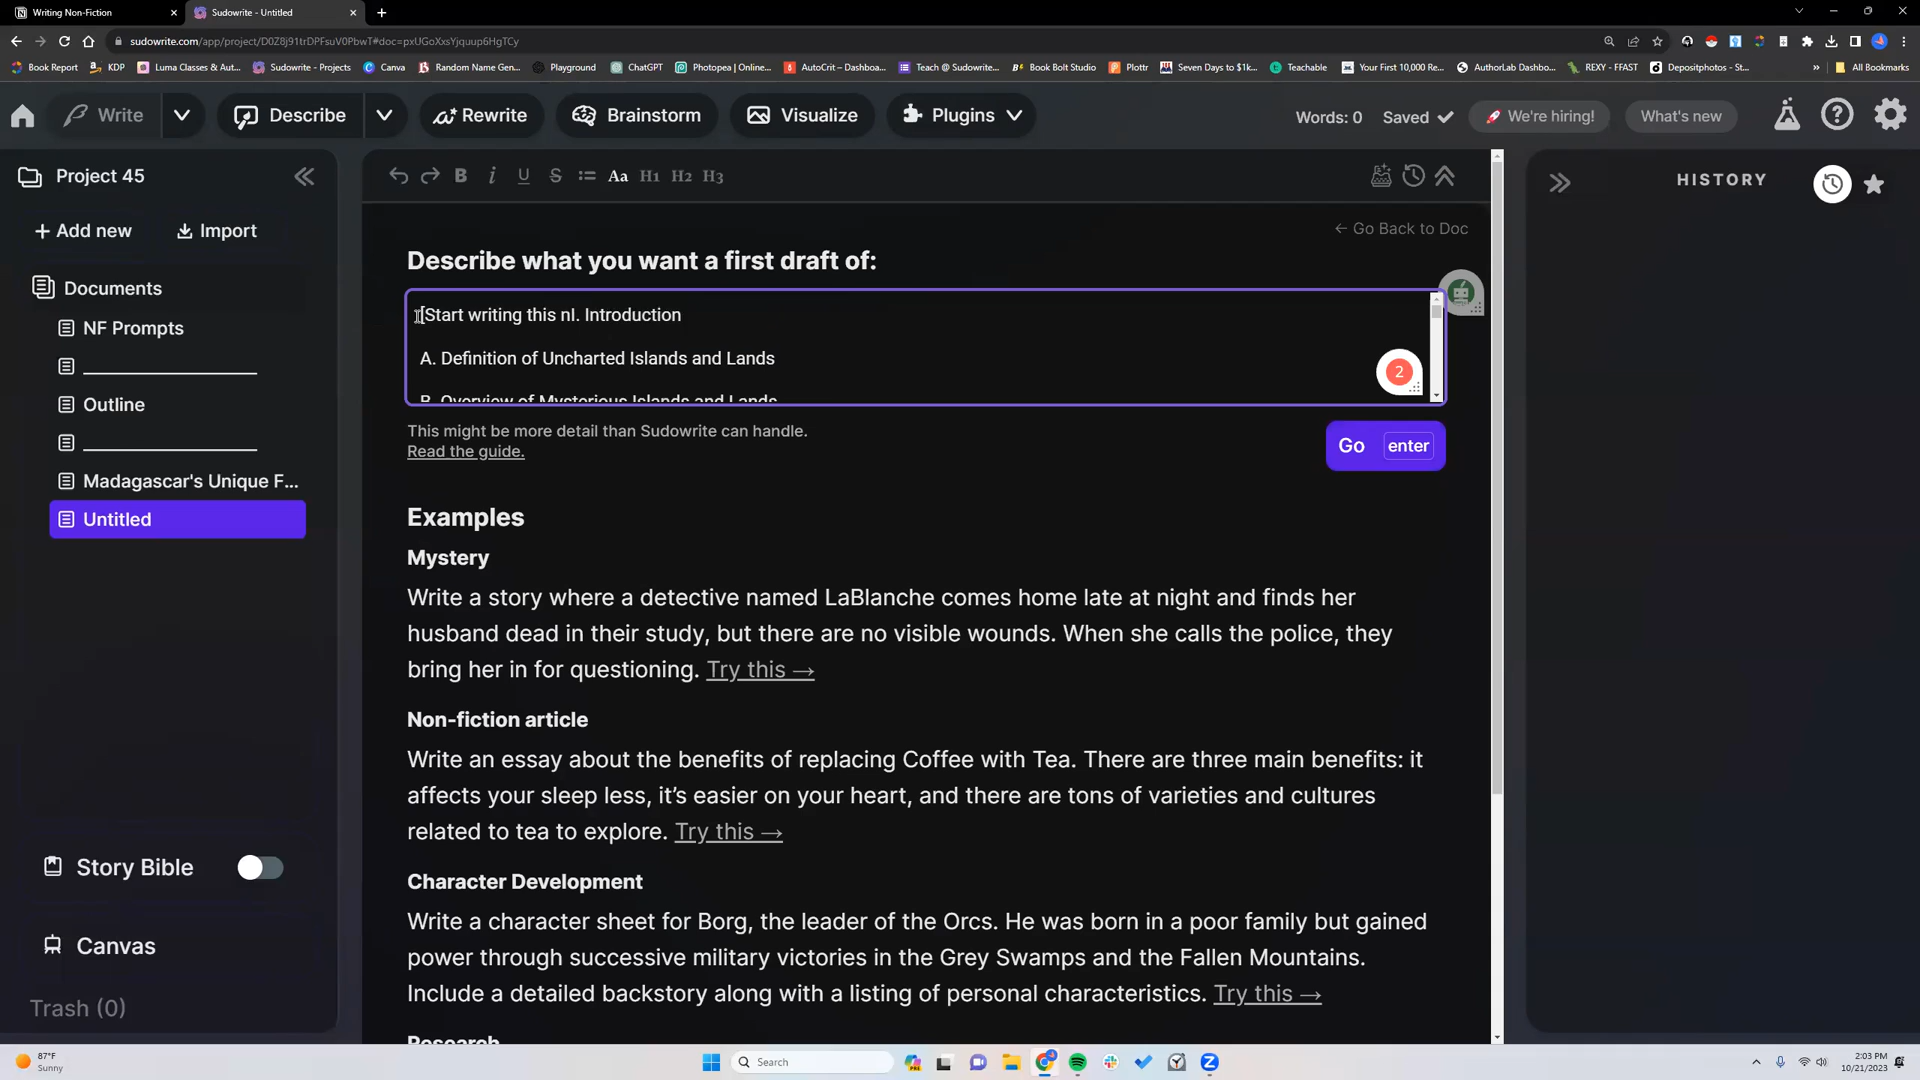 Writing Non-Fiction
Sudowrite - Untitled
sudowrite.com/app/project/D0Z8j91trDPFsuV0PbwT#doc=pxUGoXxsYjquup6HgTCy
Book Report
KDP
Luma Classes & Aut...
Sudowrite - Projects
Canva
Random Name Gen...
Playground
ChatGPT
Photopea | Online...
AutoCrit – Dashboa...
Teach @ Sudowrite...
Book Bolt Studio
Plottr
Seven Days to $1k...
Teachable
Your First 10,000 Re...
AuthorLab Dashbo...
REXY - FFAST
Depositphotos - St...
All Bookmarks
Write
Describe
Rewrite
Brainstorm
Visualize
Plugins
Words: 0
Saved
We're hiring!
What's new
Project 45
B i U S Aa H1 H2 H3
HISTORY
+ Add new
Import
← Go Back to Doc
Describe what you want a first draft of:
Documents
NF Prompts
Outline
Madagascar's Unique F...
Untitled
[Start writing this nI. Introduction
A. Definition of Uncharted Islands and Lands
B. Overview of Mysterious Islands and Lands
2
This might be more detail than Sudowrite can handle.
Read the guide.
Go enter
Examples
Mystery
Write a story where a detective named LaBlanche comes home late at night and finds her
husband dead in their study, but there are no visible wounds. When she calls the police, they
bring her in for questioning. Try this →
Non-fiction article
Write an essay about the benefits of replacing Coffee with Tea. There are three main benefits: it
affects your sleep less, it's easier on your heart, and there are tons of varieties and cultures
related to tea to explore. Try this →
Character Development
Write a character sheet for Borg, the leader of the Orcs. He was born in a poor family but gained
power through successive military victories in the Grey Swamps and the Fallen Mountains.
Include a detailed backstory along with a listing of personal characteristics. Try this →
Research
Story Bible
Canvas
Trash (0)
87°F
Sunny
Search
2:03 PM
10/21/2023